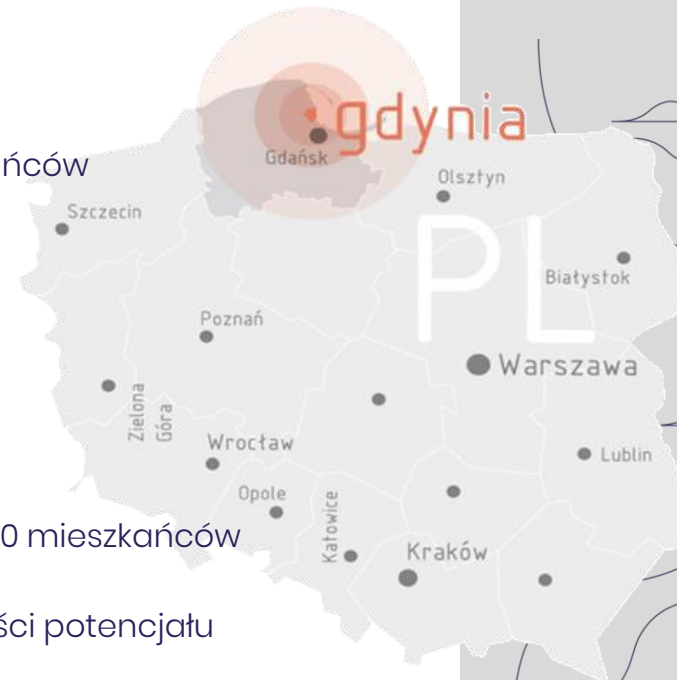 gdynia
Gdańsk
ńców
Olsztyn
Szczecin
PL
Białystok
Poznań
Warszawa
Zielona
Góra
Wrocław
Lublin
Opole
Katowice
0 mieszkańców
Kraków
ści potencjału